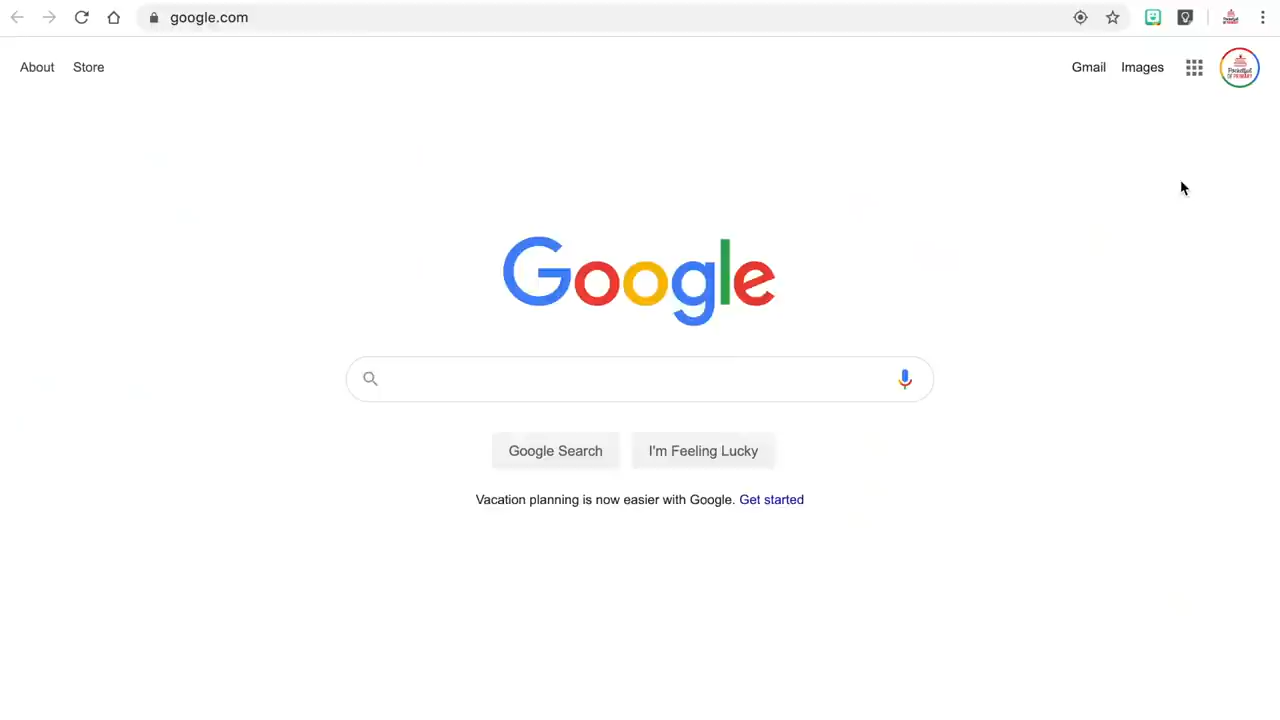 google.com
About Store Gmail Images
Google
Google Search I'm Feeling Lucky
Vacation planning is now easier with Google. Get started